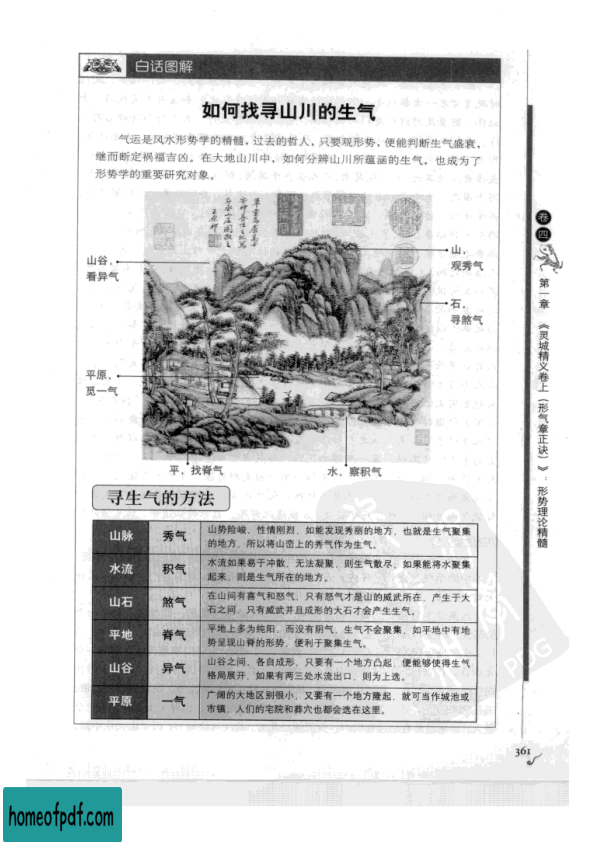 白话图解
如何找寻山川的生气
气运是风水形势学的精髓，过去的哲人，只要观形势，便能判断生气盛衰，
继而断定祸福吉凶。在大地山川中，如何分辨山川所蕴涵的生气，也成为了
形势学的重要研究对象。
山谷，
看异气
山，
观秀气
石，
寻煞气
平原，
觅一气
平，找脊气
水，察积气
寻生气的方法
山脉 秀气 山势险峻，性情刚烈，如能发现秀丽的地方，也就是生气聚集
的地方，所以将山峦上的秀气作为生气。
水流 积气 水流如果易于冲散，无法凝聚，则生气散尽，如果能将水聚集
起来，则是生气所在的地方。
山石 煞气 在山间有喜气和怒气，只有怒气才是山的威武所在，产生于大
石之间，只有威武并且成形的大石才会产生生气。
平地 脊气 平地上多为纯阳，而没有阴气，生气不会聚集，如平地中有地
势呈现山脊的形势，便利于聚集生气。
山谷 异气 山谷之间，各自成形，只要有一个地方凸起，便能够使得生气
格局展开，如果有两三处水流出口，则为上选。
平原 一气 广阔的大地区别很小，又要有一个地方隆起，就可当作城池或
市镇，人们的宅院和葬穴也都会选在这里。
卷四
第一章
《灵城精义卷上（形气章正诀）》：形势理论精髓
361
PDG
homeofpdf.com